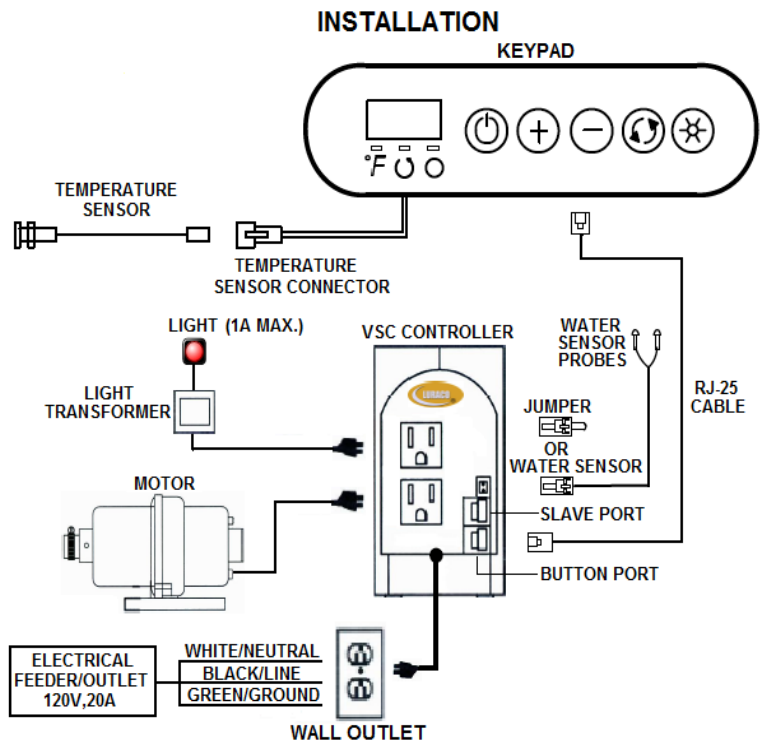 INSTALLATION
KEYPAD
°F
TEMPERATURE
SENSOR
TEMPERATURE
SENSOR CONNECTOR
LIGHT (1A MAX.)
VSC CONTROLLER
WATER
SENSOR
PROBES
LIGHT
TRANSFORMER
LURACO
®
JUMPER
OR
WATER SENSOR
RJ-25
CABLE
MOTOR
SLAVE PORT
BUTTON PORT
ELECTRICAL
FEEDER/OUTLET
120V,20A
WHITE/NEUTRAL
BLACK/LINE
GREEN/GROUND
WALL OUTLET